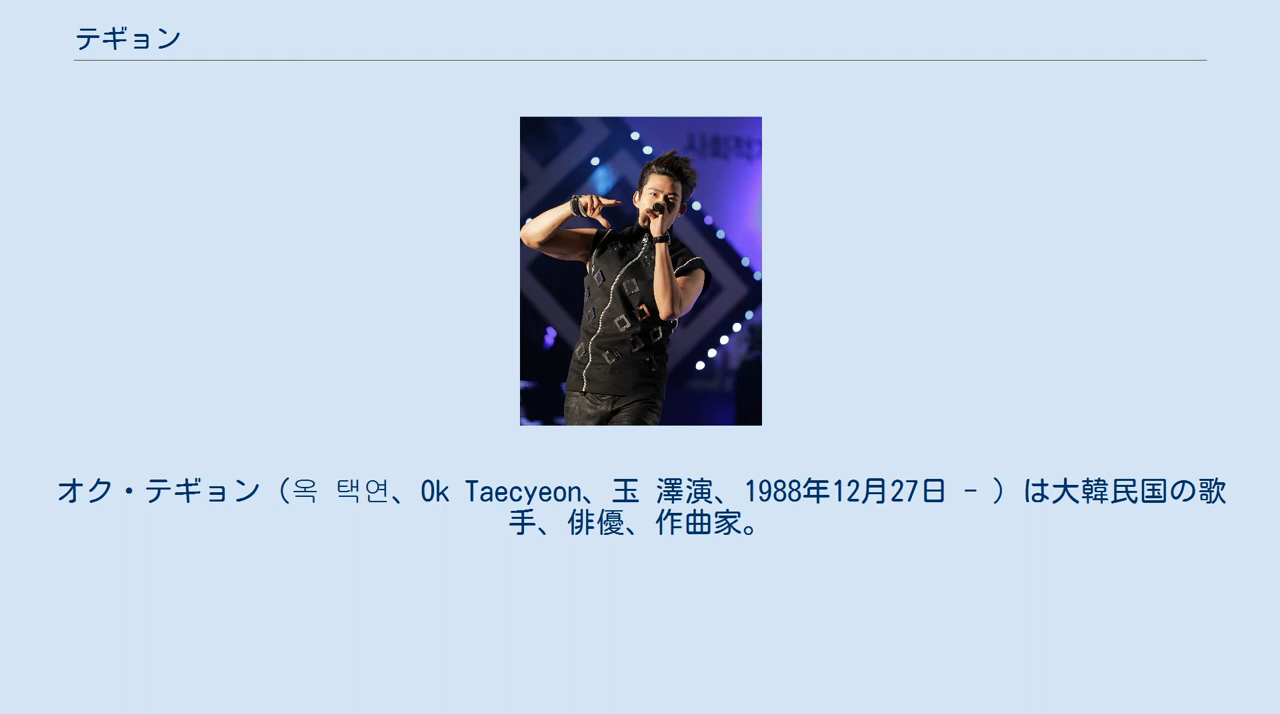 テギョン
オク・テギョン（옥 택연、Ok Taecyeon、玉 澤演、1988年12月27日 - ）は大韓民国の歌
手、俳優、作曲家。